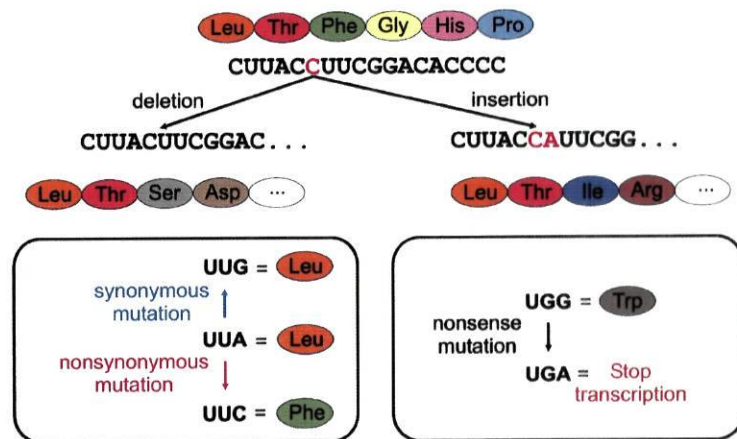 Leu Thr Phe Gly His Pro
CUUACCUUCGGACACCCC
deletion insertion
CUUACUUCGGAC... CUUACCAUUCGG...
Leu Thr Ser Asp ... Leu Thr Ile Arg ...
UUG = Leu
synonymous
mutation
UUA = Leu
nonsynonymous
mutation
UUC = Phe
UGG = Trp
nonsense
mutation
UGA = Stop
transcription